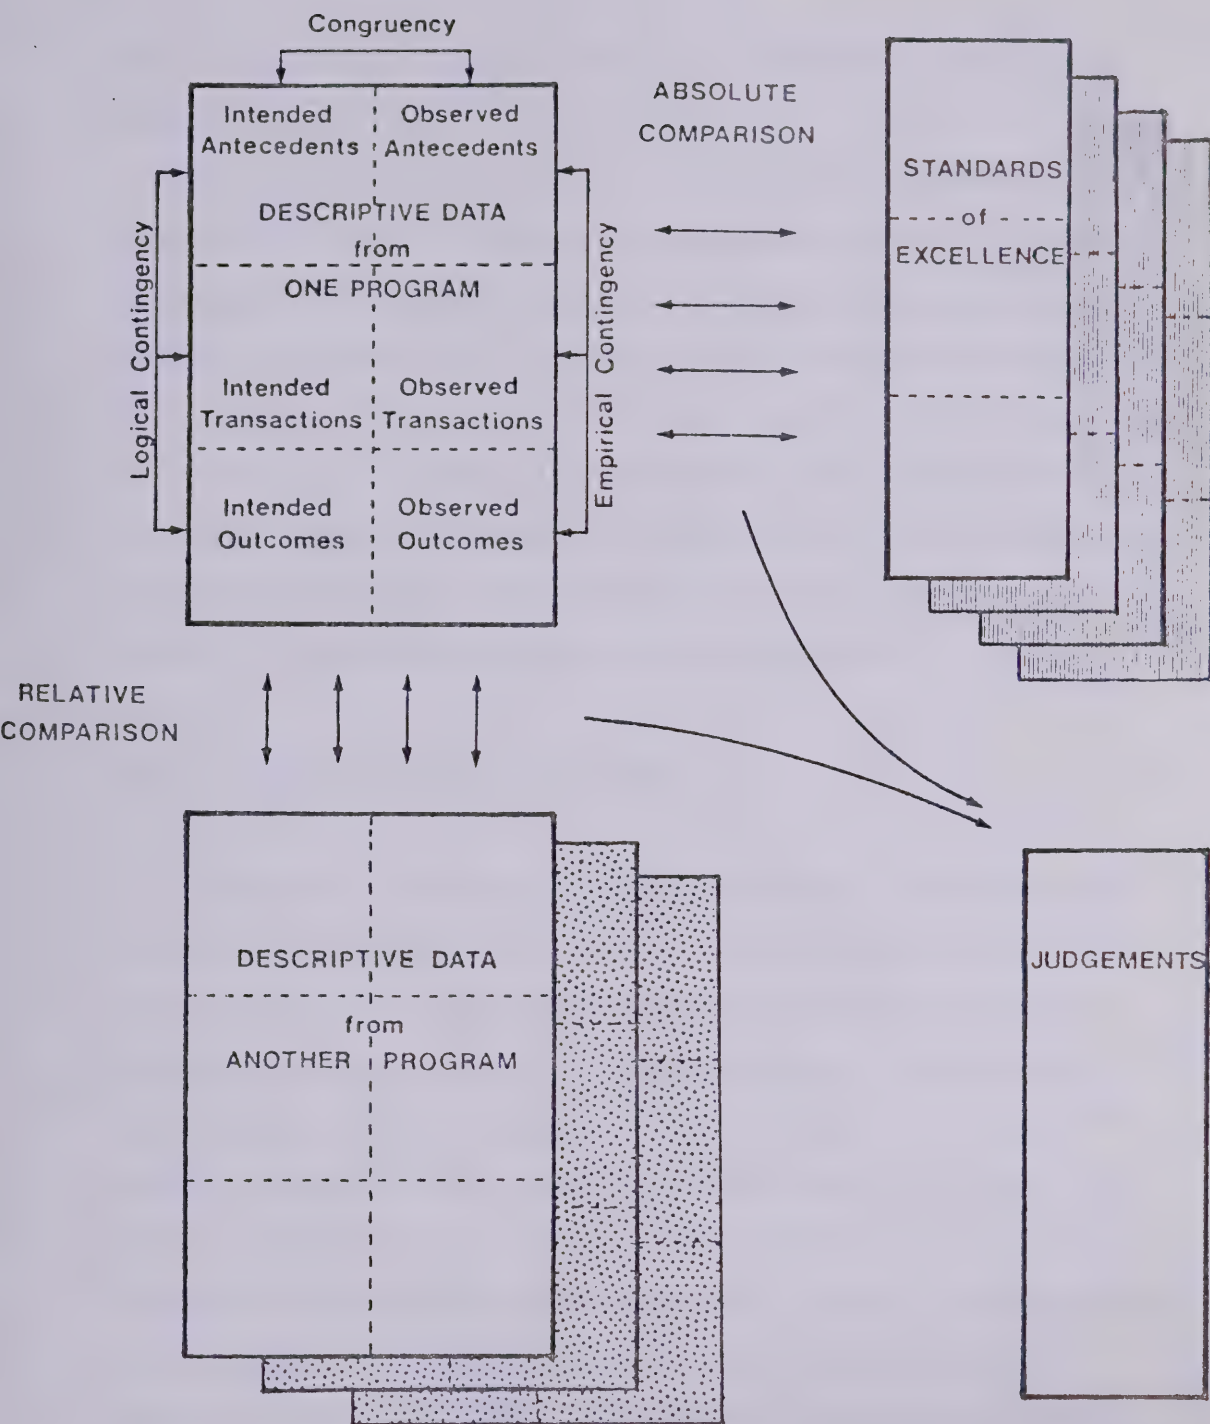 Congruency
Intended Antecedents
Observed Antecedents
DESCRIPTIVE DATA
from
ONE PROGRAM
Intended Transactions
Observed Transactions
Intended Outcomes
Observed Outcomes
Logical Contingency
Empirical Contingency
ABSOLUTE
COMPARISON
STANDARDS
of
EXCELLENCE
RELATIVE
COMPARISON
DESCRIPTIVE DATA
from
ANOTHER PROGRAM
JUDGEMENTS